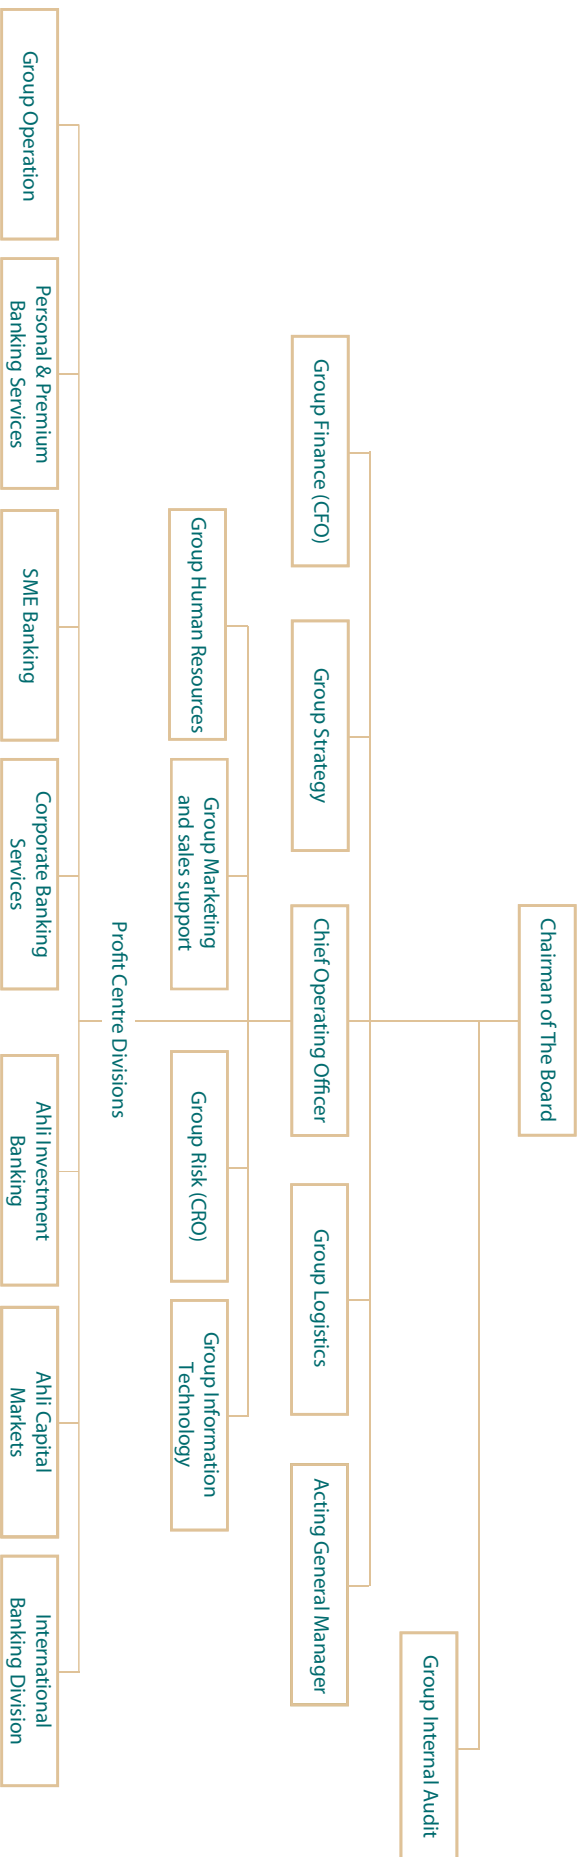 Chairman of The Board
Group Internal Audit
Group Finance (CFO)
Group Strategy
Chief Operating Officer
Group Logistics
Acting General Manager
Group Human Resources
Group Marketing
and sales support
Group Risk (CRO)
Group Information
Technology
Profit Centre Divisions
Group Operation
Personal & Premium
Banking Services
SME Banking
Corporate Banking
Services
Ahli Investment
Banking
Ahli Capital
Markets
International
Banking Division